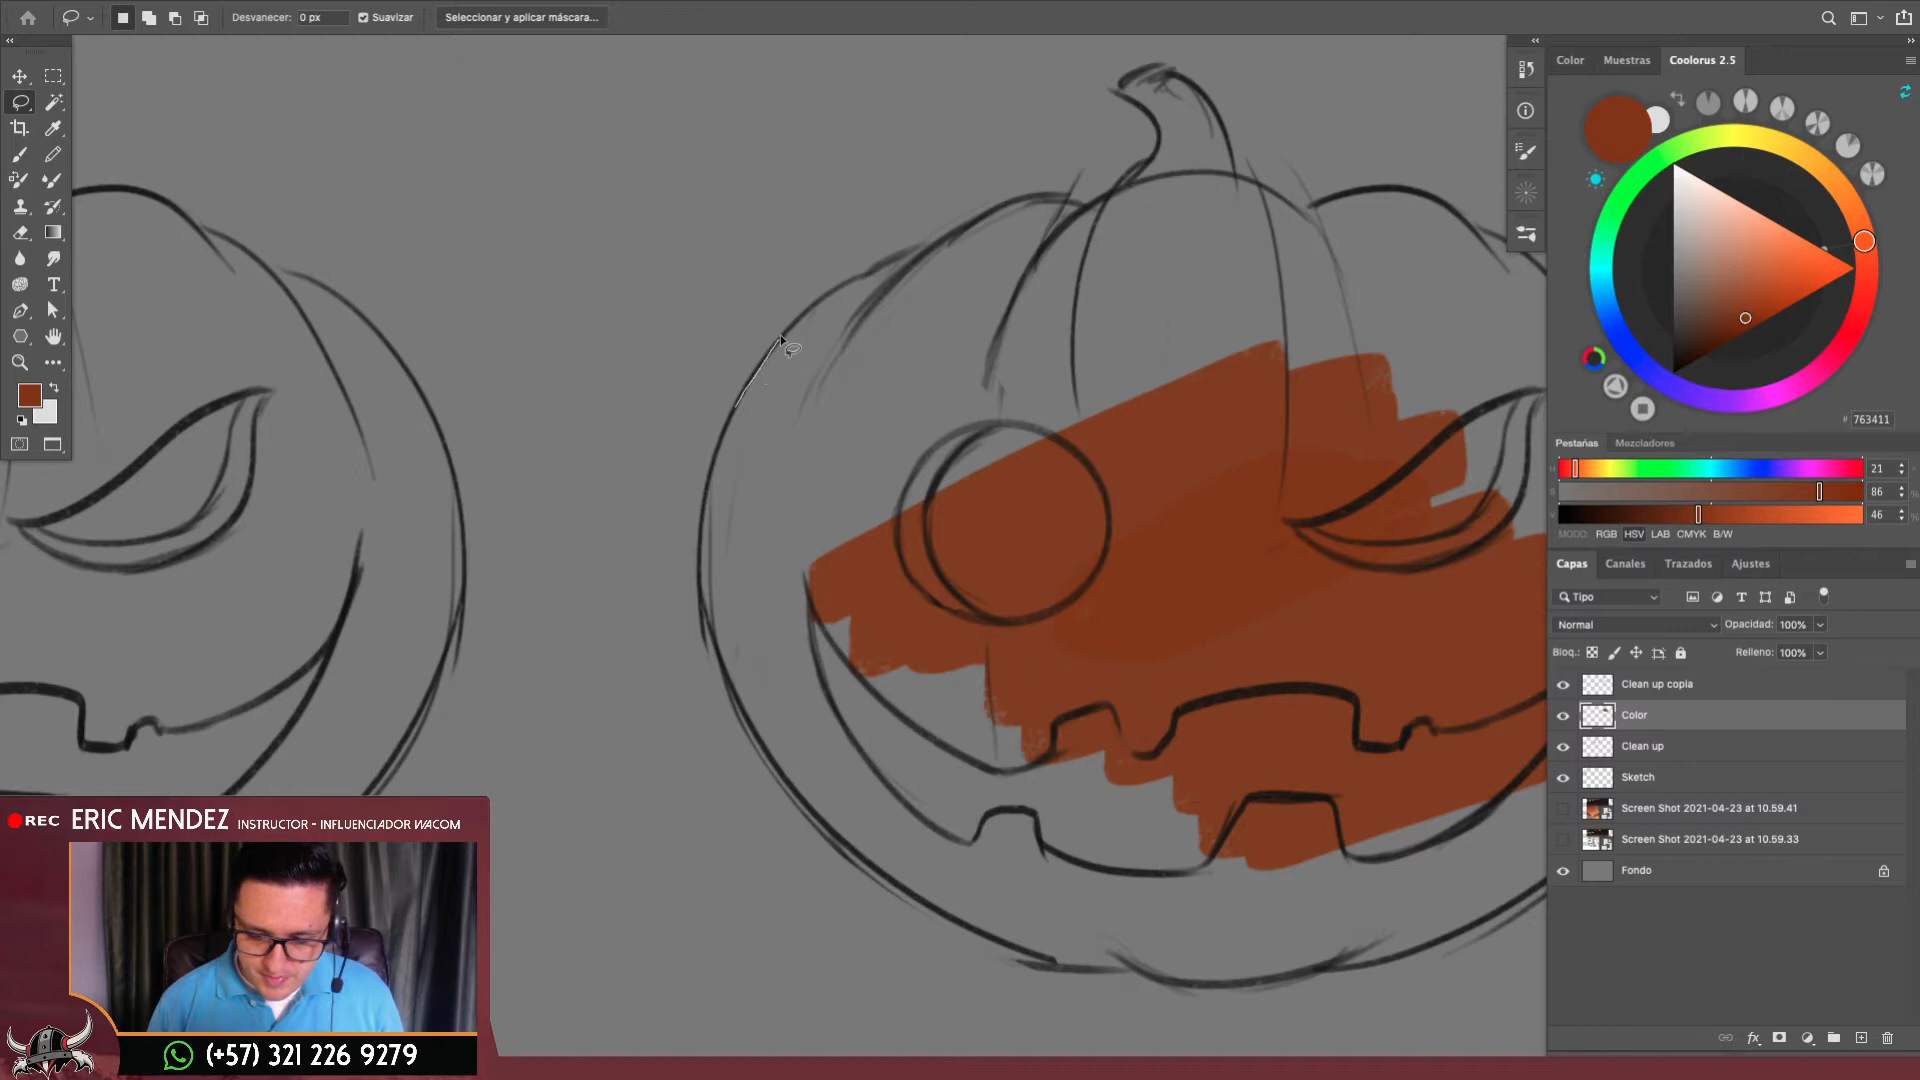 Desvanecer: 0 px Suavizar Seleccionar y aplicar máscara...
Color Muestras Coolorus 2.5
# 763411
Pestañas Mezcladores
H 21 °
S 86 %
V 46 %
MODO: RGB HSV LAB CMYK B/W
Capas Canales Trazados Ajustes
Tipo
Normal Opacidad: 100%
Bloq.: Relleno: 100%
Clean up copia
Color
Clean up
Sketch
Screen Shot 2021-04-23 at 10.59.41
Screen Shot 2021-04-23 at 10.59.33
Fondo
fx
REC ERIC MENDEZ INSTRUCTOR - INFLUENCIADOR WACOM
(+57) 321 226 9279